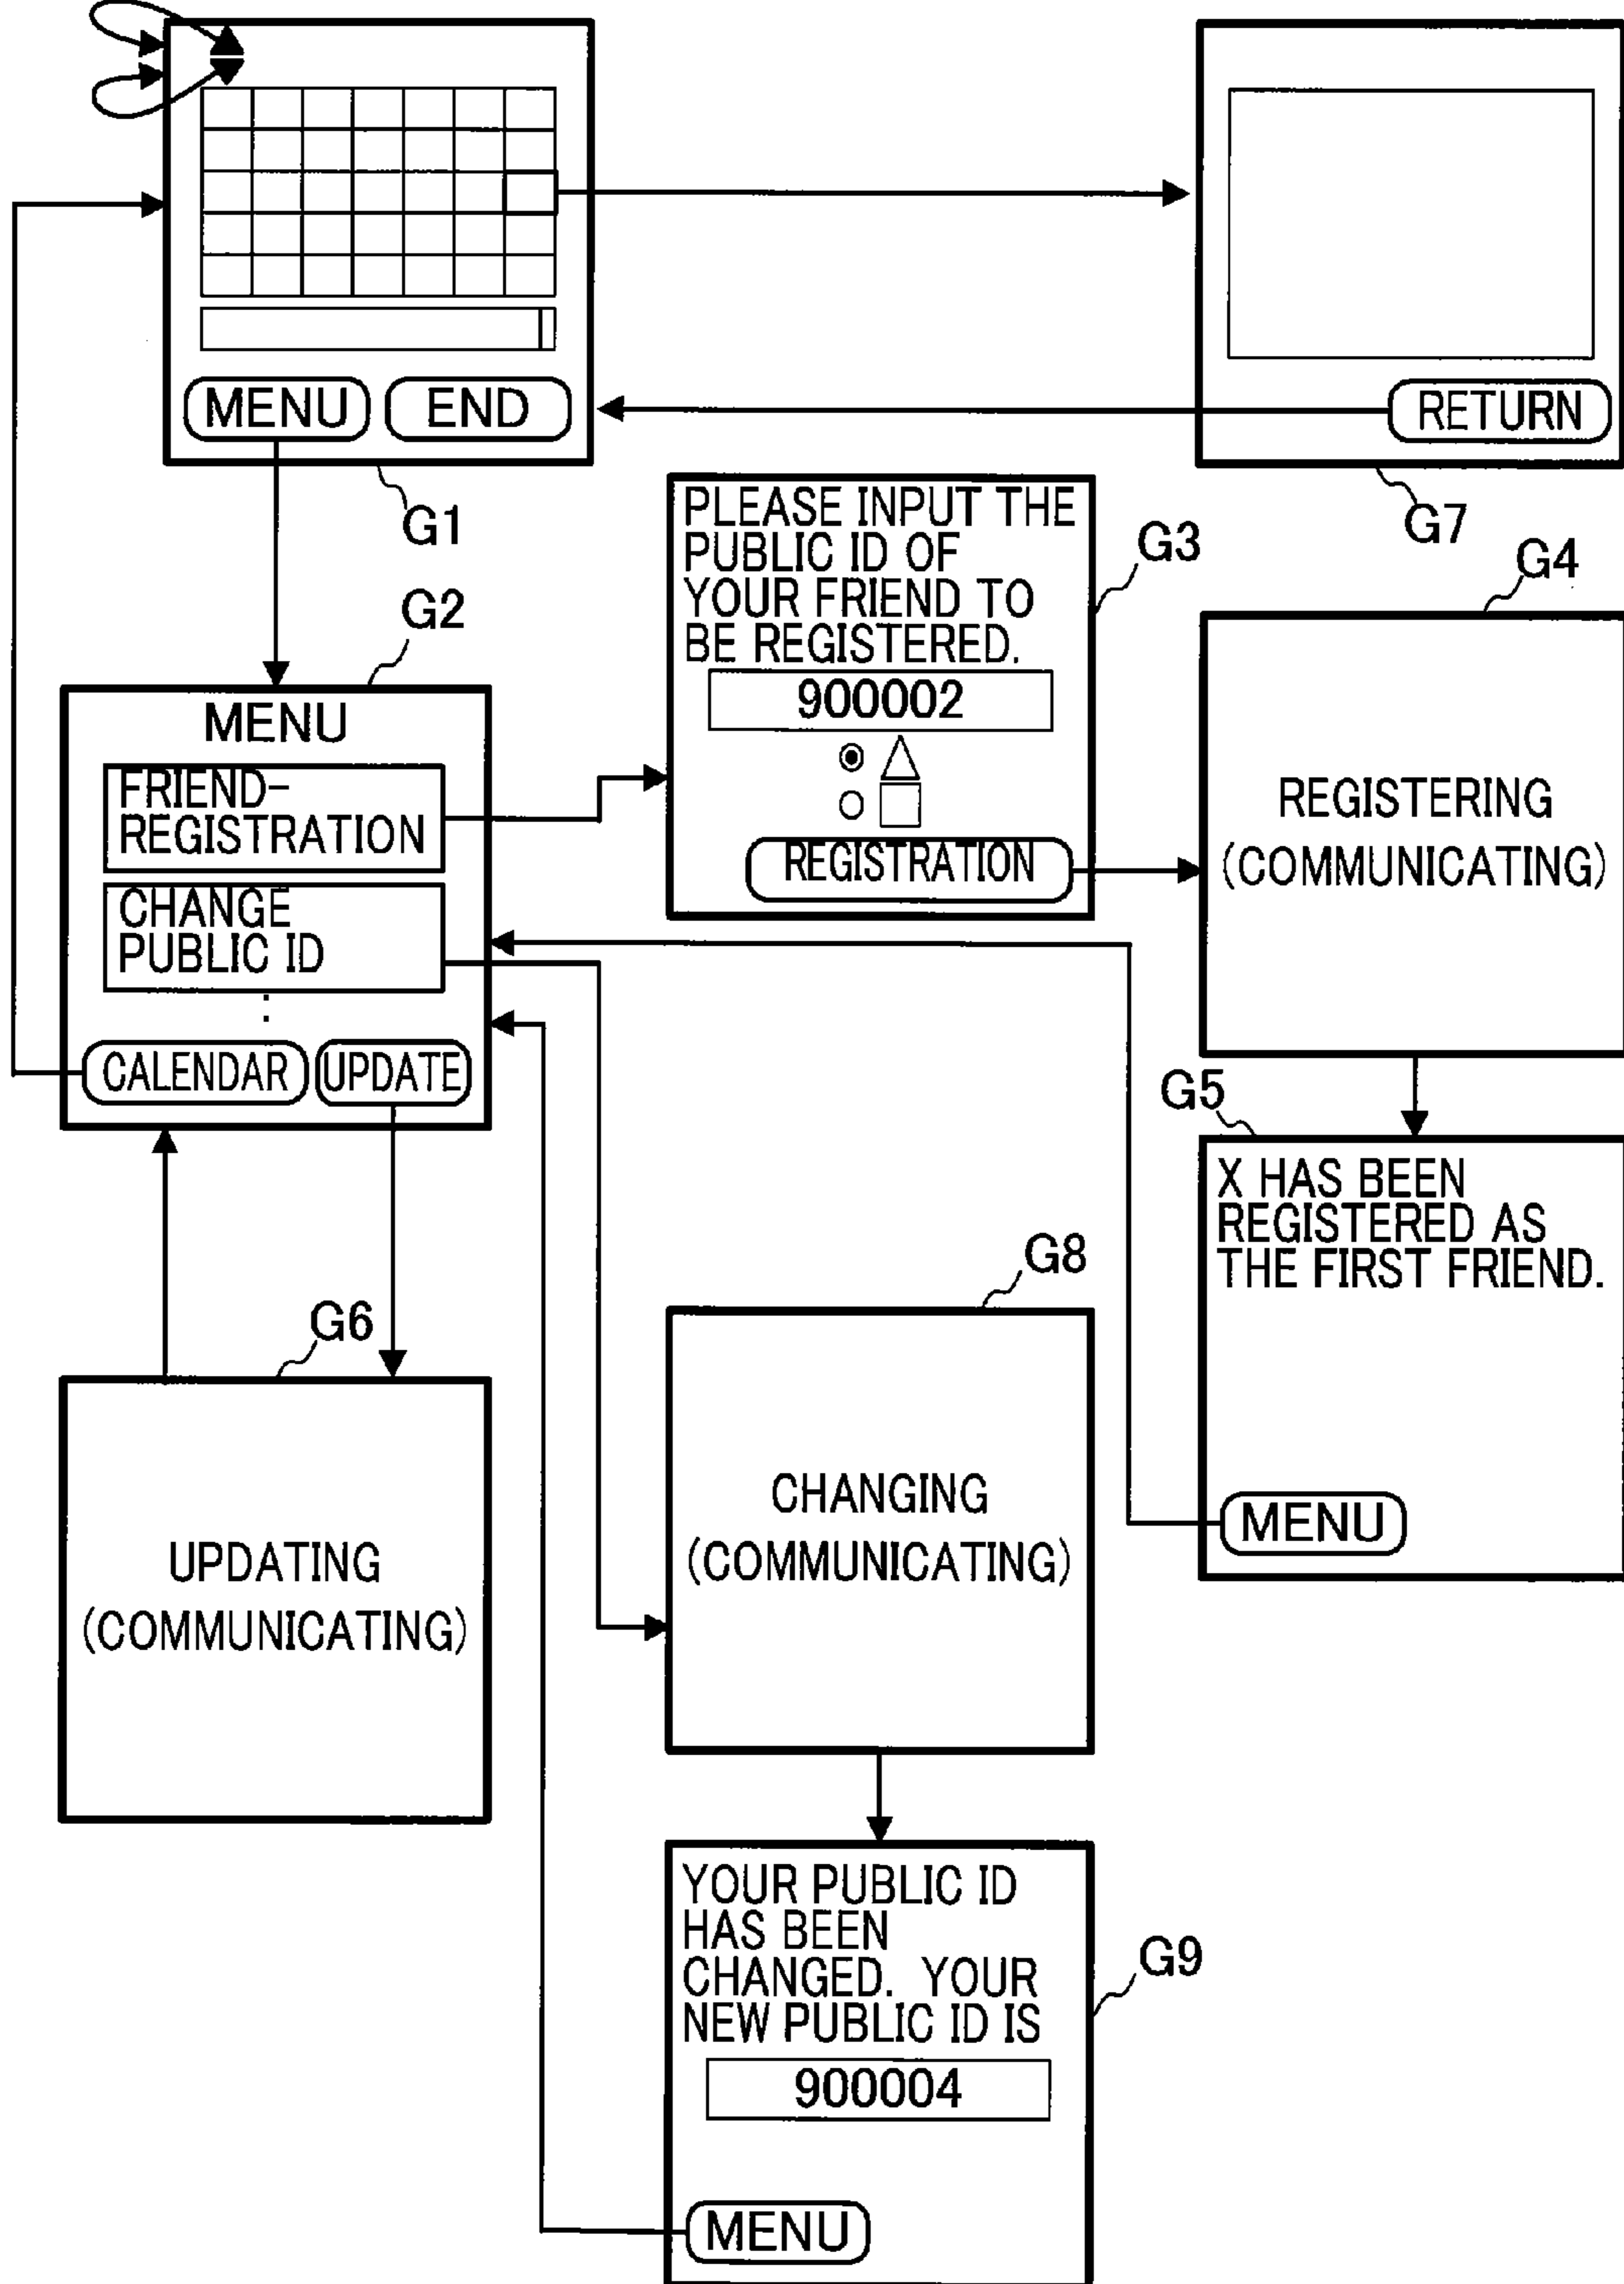 MENU
END
RETURN
G1
G7
PLEASE INPUT THE
PUBLIC ID OF
YOUR FRIEND TO
BE REGISTERED.
900002
REGISTRATION
G3
G4
REGISTERING
(COMMUNICATING)
G2
MENU
FRIEND-
REGISTRATION
CHANGE
PUBLIC ID
CALENDAR
UPDATE
G5
X HAS BEEN
REGISTERED AS
THE FIRST FRIEND.
MENU
G6
UPDATING
(COMMUNICATING)
G8
CHANGING
(COMMUNICATING)
YOUR PUBLIC ID
HAS BEEN
CHANGED. YOUR
NEW PUBLIC ID IS
900004
MENU
G9